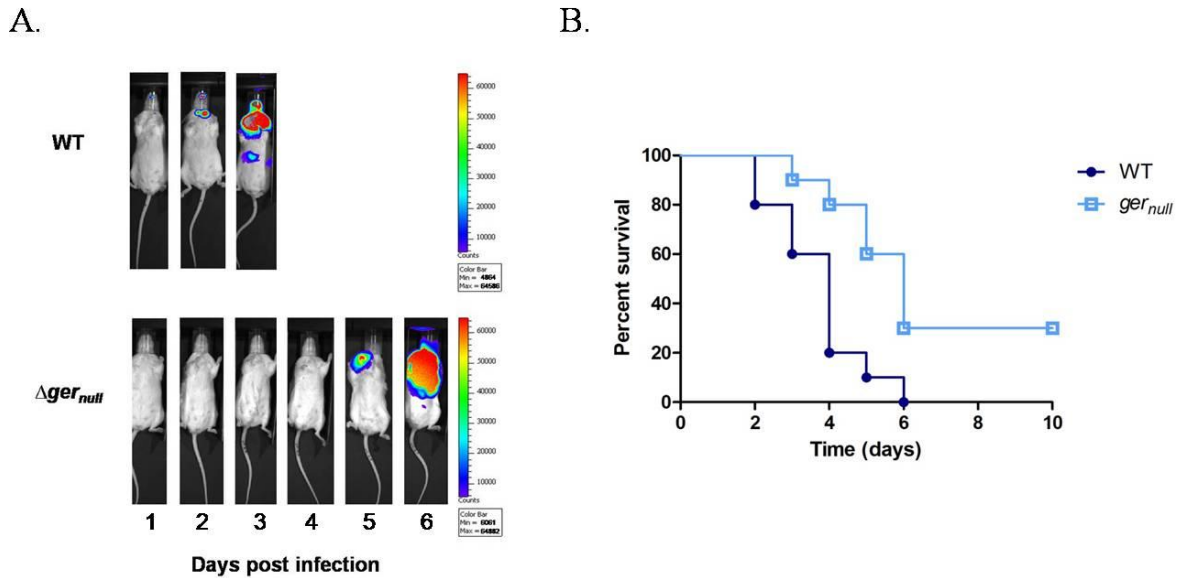 A.
WT
60000
50000
40000
30000
20000
10000
Counts
Color Bar
Min = 4864
Max = 64586
Δger_null
60000
50000
40000
30000
20000
10000
Counts
Color Bar
Min = 6061
Max = 64882
1 2 3 4 5 6
Days post infection
B.
Percent survival
100
80
60
40
20
0
0 2 4 6 8 10
Time (days)
WT
ger_null